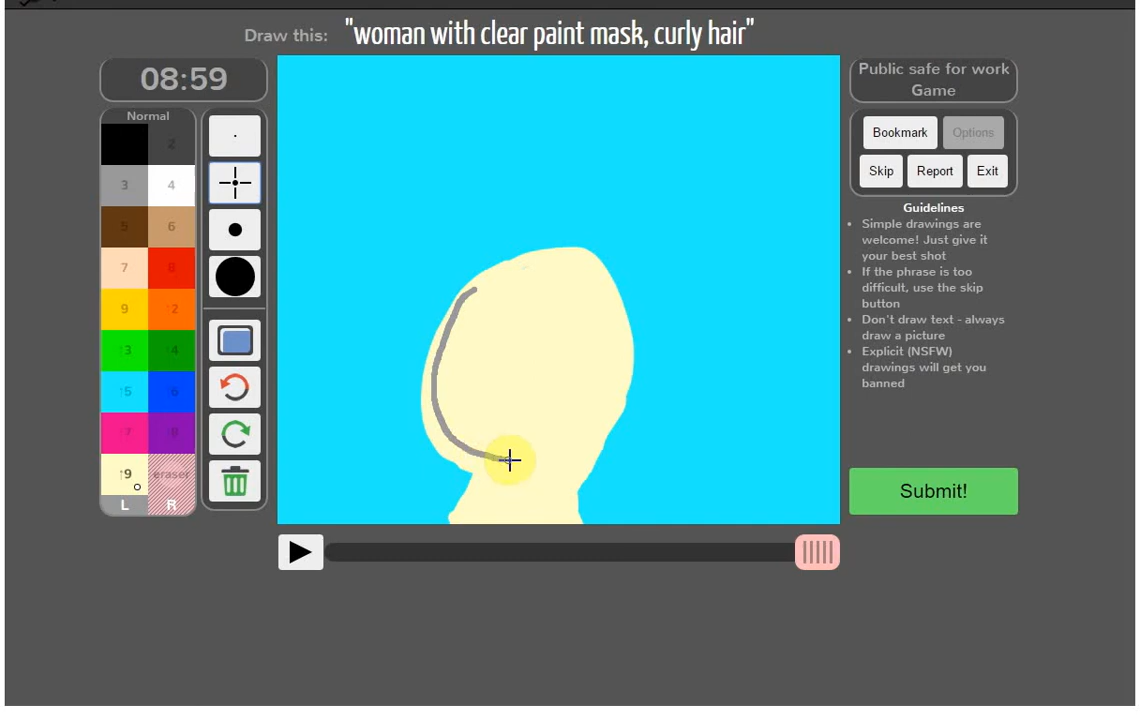 Draw this: "woman with clear paint mask, curly hair"
08:59
Normal
2
3 4
5 6
7 8
9 12
13 14
15 16
17 18
19 eraser
L R
Public safe for work
Game
Bookmark Options
Skip Report Exit
Guidelines
Simple drawings are
welcome! Just give it
your best shot
If the phrase is too
difficult, use the skip
button
Don't draw text - always
draw a picture
Explicit (NSFW)
drawings will get you
banned
Submit!